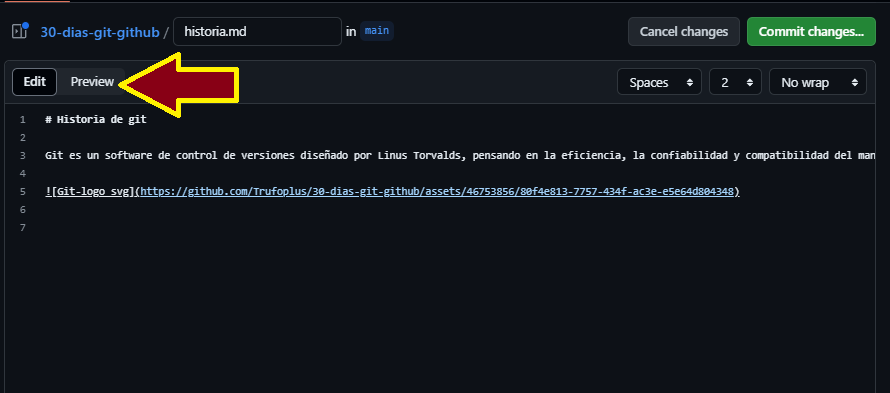 30-dias-git-github / historia.md in main Cancel changes Commit changes...
Edit Preview Spaces 2 No wrap
1 # Historia de git
2
3 Git es un software de control de versiones diseñado por Linus Torvalds, pensando en la eficiencia, la confiabilidad y compatibilidad del man
4
5 ![Git-logo svg](https://github.com/Trufoplus/30-dias-git-github/assets/46753856/80f4e813-7757-434f-ac3e-e5e64d804348)
6
7